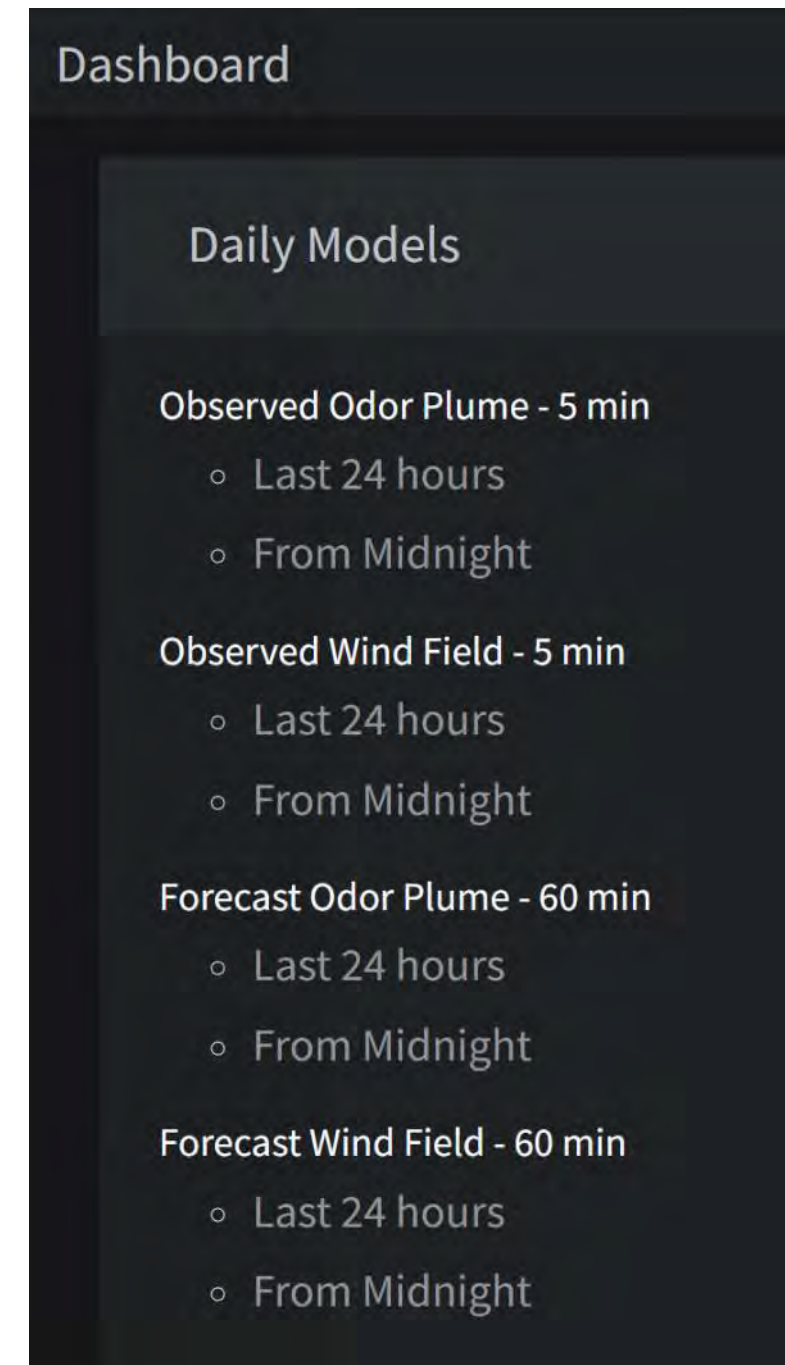 Dashboard
Daily Models
Observed Odor Plume - 5 min
Last 24 hours
From Midnight
Observed Wind Field - 5 min
Last 24 hours
From Midnight
Forecast Odor Plume - 60 min
Last 24 hours
From Midnight
Forecast Wind Field - 60 min
Last 24 hours
From Midnight